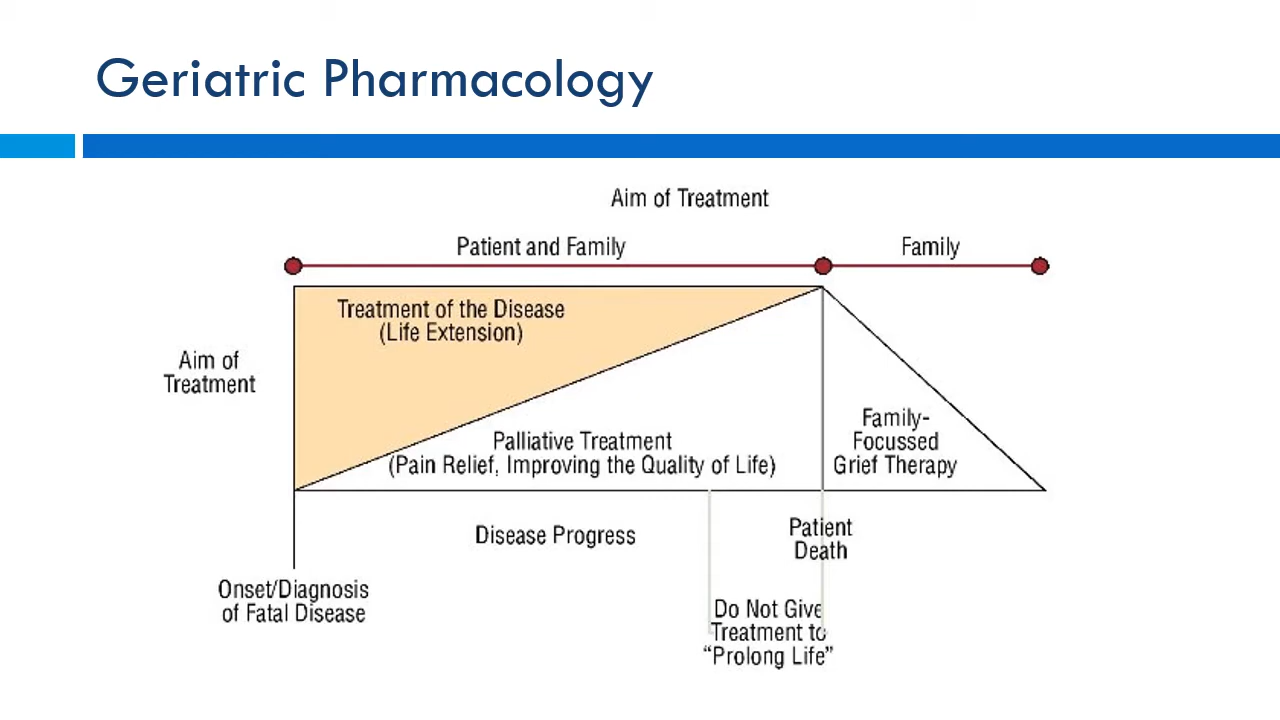 Geriatric Pharmacology
Aim of Treatment
Patient and Family
Family
Treatment of the Disease
(Life Extension)
Aim of
Treatment
Palliative Treatment
(Pain Relief, Improving the Quality of Life)
Family-
Focussed
Grief Therapy
Disease Progress
Patient
Death
Onset/Diagnosis
of Fatal Disease
Do Not Give
Treatment to
“Prolong Life”